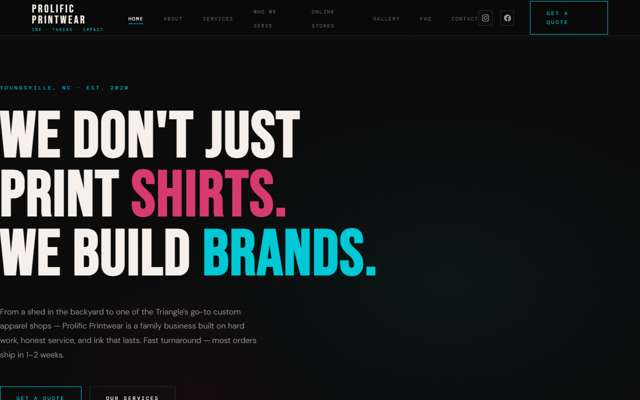 PROLIFIC
PRINTWEAR
INK · THREAD · IMPACT
HOME
ABOUT
SERVICES
WHO WE
SERVE
ONLINE
STORES
GALLERY
FAQ
CONTACT
GET A
QUOTE
YOUNGSVILLE, NC · EST. 2020
WE DON'T JUST
PRINT SHIRTS.
WE BUILD BRANDS.
From a shed in the backyard to one of the Triangle's go-to custom
apparel shops — Prolific Printwear is a family business built on hard
work, honest service, and ink that lasts. Fast turnaround — most orders
ship in 1–2 weeks.
GET A QUOTE
OUR SERVICES